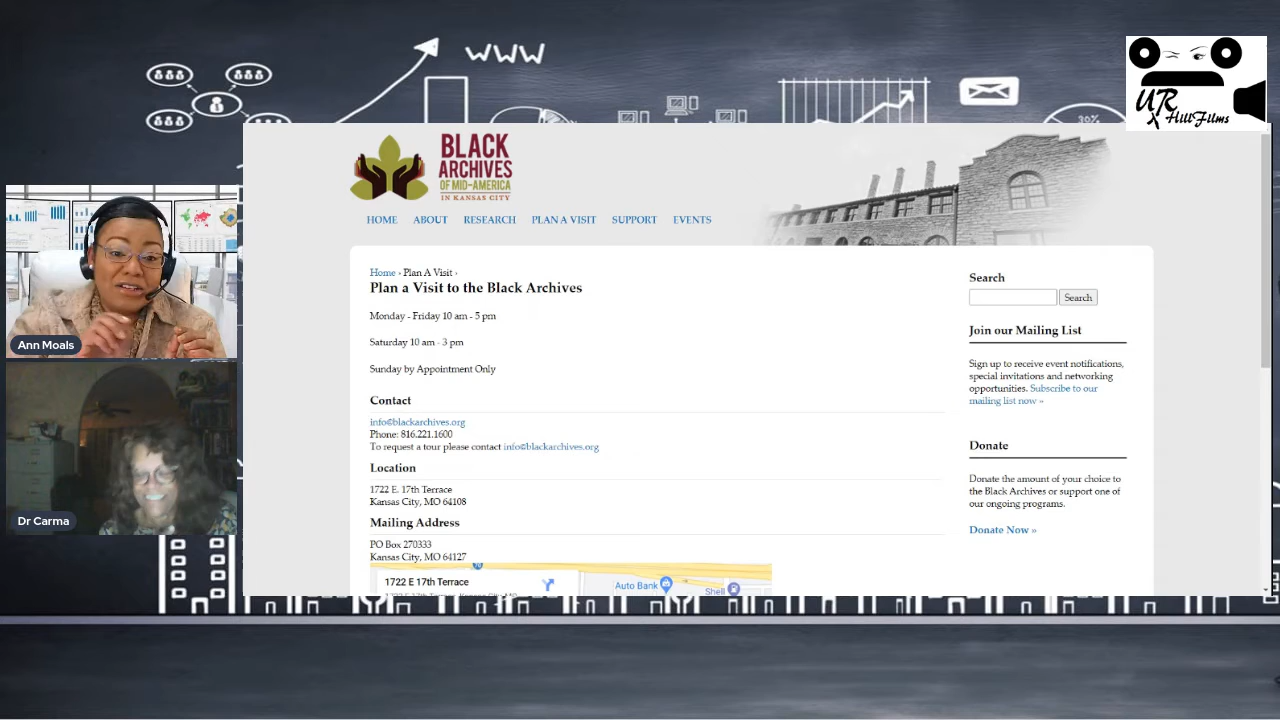 WWW
30%
UR
HillFilms
BLACK
ARCHIVES
OF MID-AMERICA
IN KANSAS CITY
HOME ABOUT RESEARCH PLAN A VISIT SUPPORT EVENTS
Home › Plan A Visit ›
Plan a Visit to the Black Archives
Monday - Friday 10 am - 5 pm
Saturday 10 am - 3 pm
Sunday by Appointment Only
Contact
info@blackarchives.org
Phone: 816.221.1600
To request a tour please contact info@blackarchives.org
Location
1722 E. 17th Terrace
Kansas City, MO 64108
Mailing Address
PO Box 270333
Kansas City, MO 64127
1722 E 17th Terrace
Auto Bank
Shell
Search
Search
Join our Mailing List
Sign up to receive event notifications,
special invitations and networking
opportunities. Subscribe to our
mailing list now »
Donate
Donate the amount of your choice to
the Black Archives or support one of
our ongoing programs.
Donate Now »
Ann Moals
Dr Carma